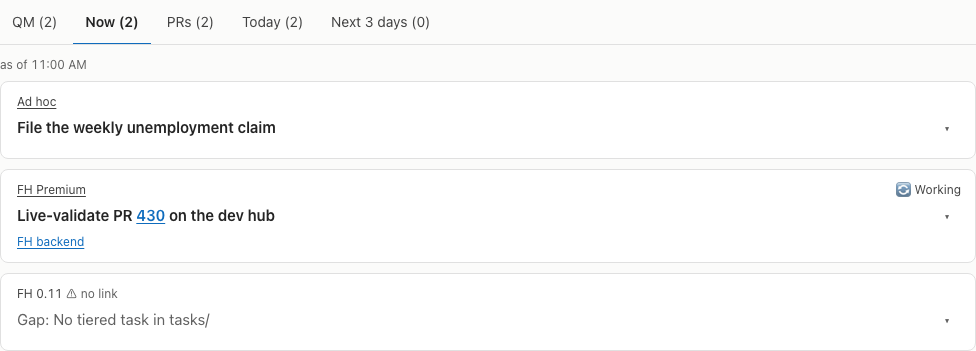 QM (2) Now (2) PRs (2) Today (2) Next 3 days (0)
as of 11:00 AM
Ad hoc
File the weekly unemployment claim
FH Premium 🔄 Working
Live-validate PR 430 on the dev hub
FH backend
FH 0.11 ⚠ no link
Gap: No tiered task in tasks/